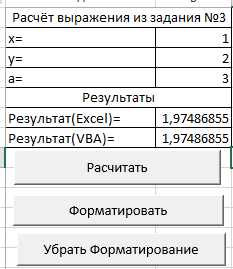 Расчёт выражения из задания №3
x= 1
y= 2
a= 3
Результаты
Результат(Excel)= 1,97486855
Результат(VBA)= 1,97486855
Расчитать
Форматировать
Убрать Форматирование